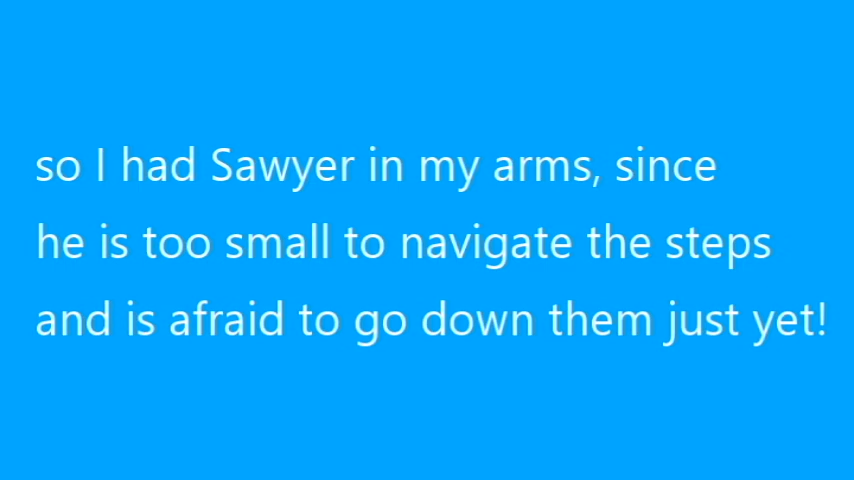 so I had Sawyer in my arms, since
he is too small to navigate the steps
and is afraid to go down them just yet!